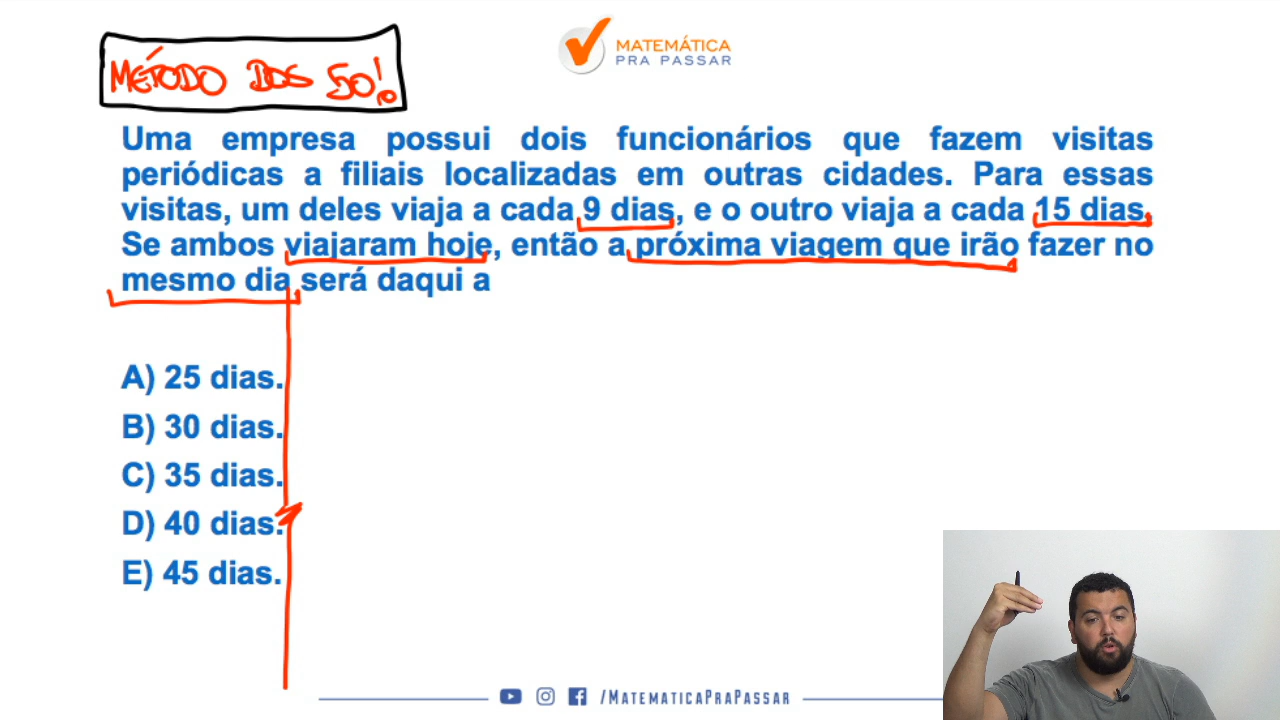 MÉTODO DOS 50!
MATEMÁTICA
PRA PASSAR
Uma empresa possui dois funcionários que fazem visitas
periódicas a filiais localizadas em outras cidades. Para essas
visitas, um deles viaja a cada 9 dias, e o outro viaja a cada 15 dias.
Se ambos viajaram hoje, então a próxima viagem que irão fazer no
mesmo dia será daqui a
A) 25 dias.
B) 30 dias.
C) 35 dias.
D) 40 dias.
E) 45 dias.
/MATEMATICAPRAPASSAR